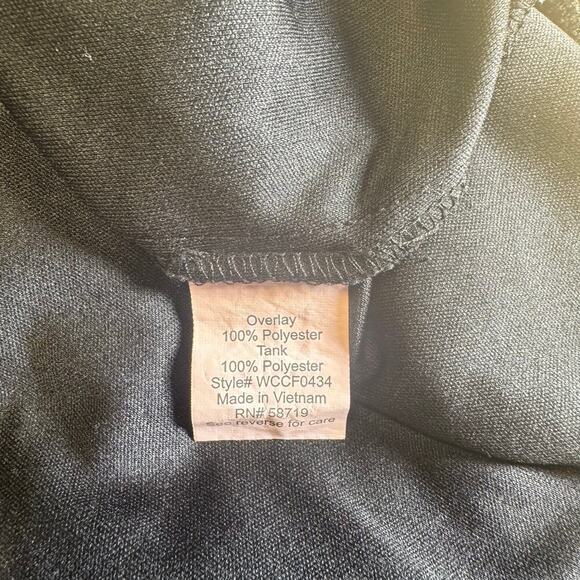 Overlay
100% Polyester
Tank
100% Polyester
Style# WCCF0434
Made in Vietnam
RN# 58719
See reverse for care